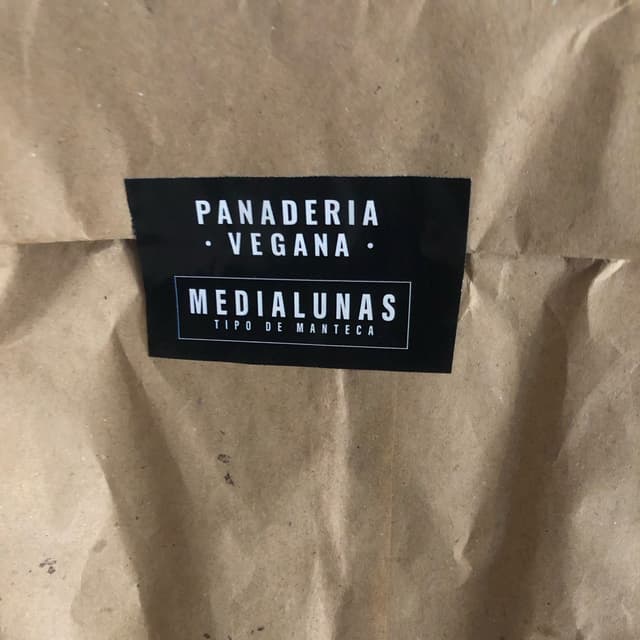 PANADERIA
· VEGANA ·
MEDIALUNAS
TIPO DE MANTECA